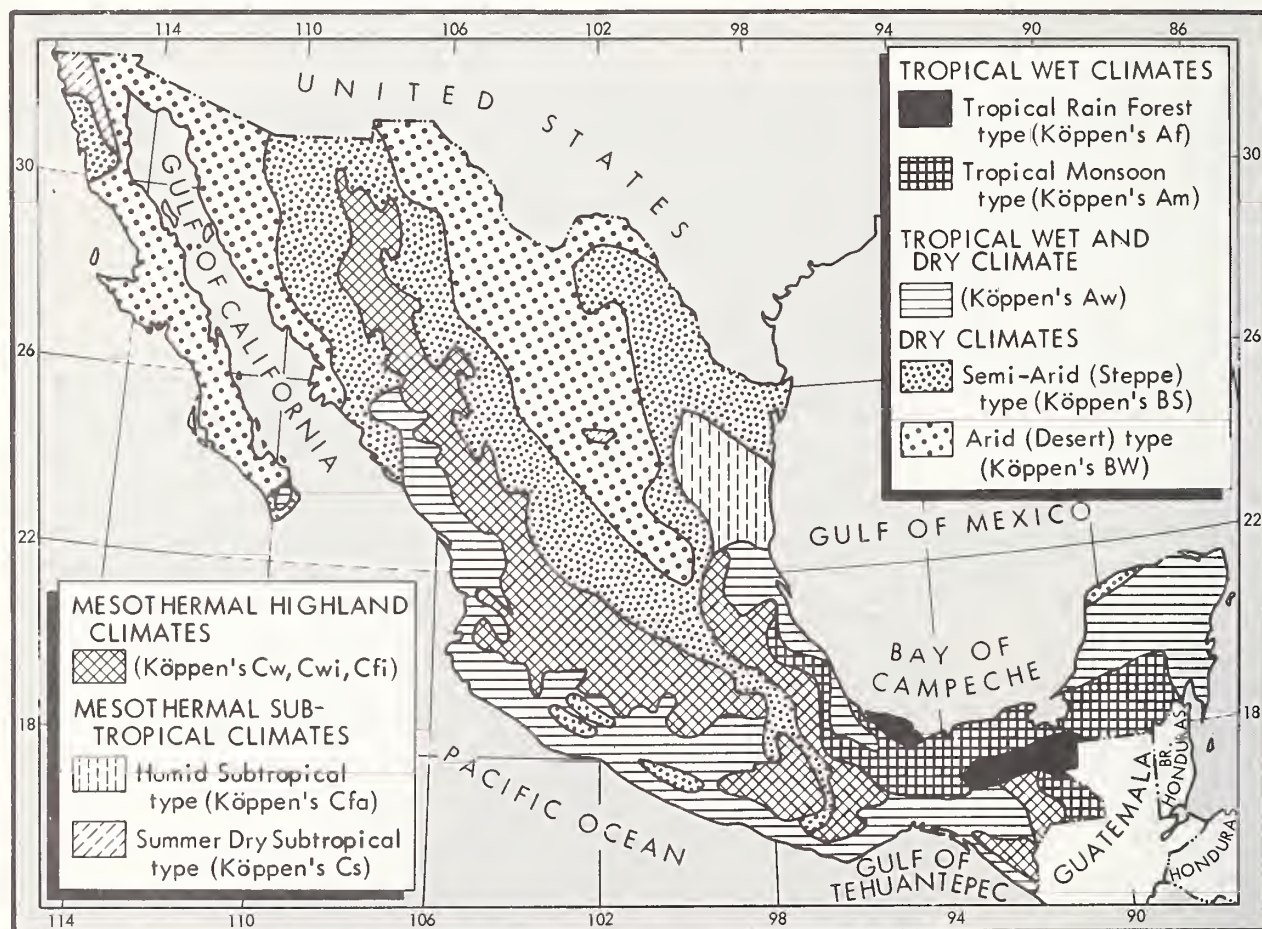 114
110
106
102
98
94
90
86
UNITED STATES
TROPICAL WET CLIMATES
Tropical Rain Forest
type (Köppen's Af)
Tropical Monsoon
type (Köppen's Am)
TROPICAL WET AND
DRY CLIMATE
(Köppen's Aw)
DRY CLIMATES
Semi-Arid (Steppe)
type (Köppen's BS)
Arid (Desert) type
(Köppen's BW)
30
30
26
26
22
22
18
18
GULF OF CALIFORNIA
GULF OF MEXICO
BAY OF
CAMPECHE
PACIFIC OCEAN
GULF OF
TEHUANTEPEC
GUATEMALA
BR.
HONDURAS
HONDURAS
MESOTHERMAL HIGHLAND
CLIMATES
(Köppen's Cw, Cwi, Cfi)
MESOTHERMAL SUB-
TROPICAL CLIMATES
Humid Subtropical
type (Köppen's Cfa)
Summer Dry Subtropical
type (Köppen's Cs)
114
110
106
102
98
94
90